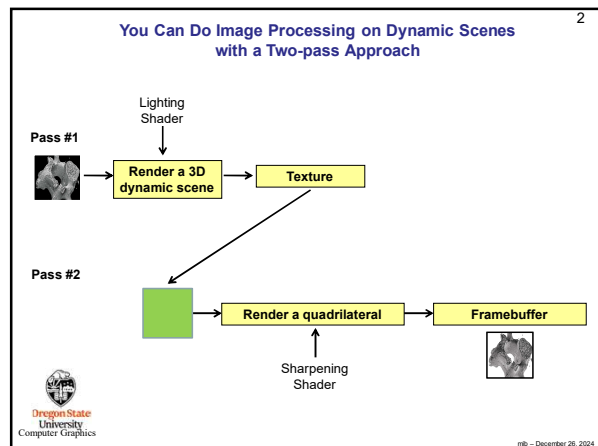 2
You Can Do Image Processing on Dynamic Scenes
with a Two-pass Approach
Lighting
Shader
Pass #1
Render a 3D
dynamic scene
Texture
Pass #2
Render a quadrilateral
Framebuffer
Sharpening
Shader
Oregon State
University
Computer Graphics
mjb – December 26, 2024